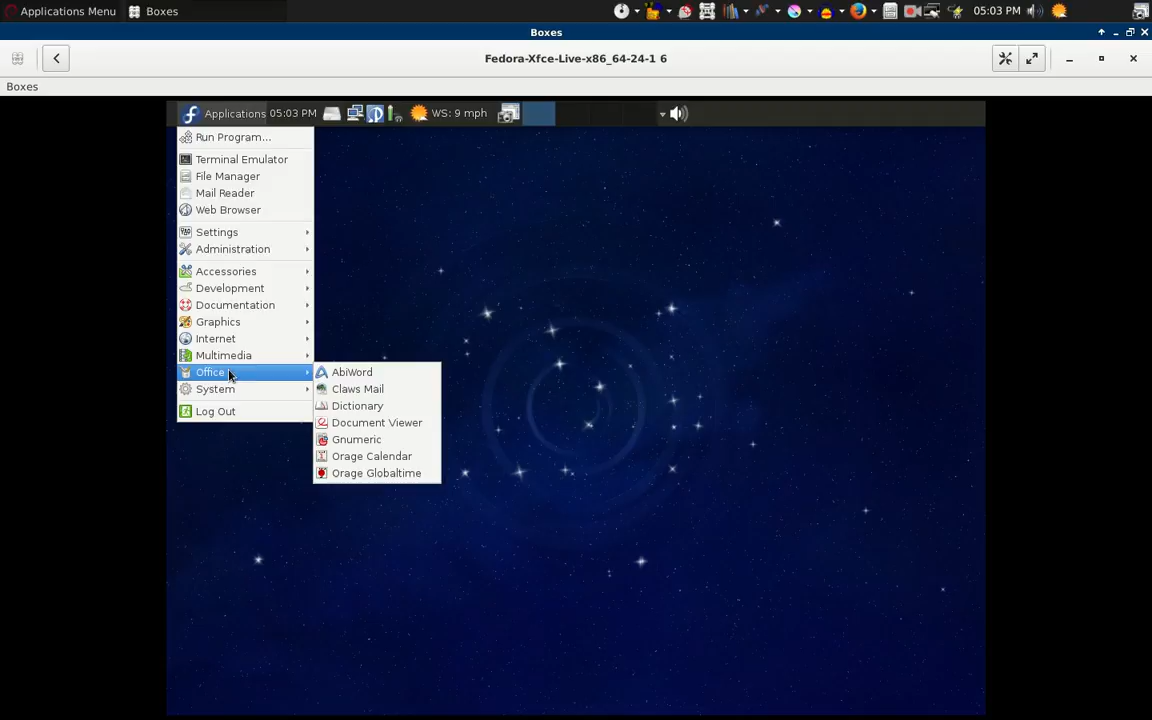 Applications Menu Boxes 05:03 PM
Boxes
Fedora-Xfce-Live-x86_64-24-1 6
Boxes
Applications 05:03 PM WS: 9 mph
Run Program...
Terminal Emulator
File Manager
Mail Reader
Web Browser
Settings
Administration
Accessories
Development
Documentation
Graphics
Internet
Multimedia
Office
System
Log Out
AbiWord
Claws Mail
Dictionary
Document Viewer
Gnumeric
Orage Calendar
Orage Globaltime